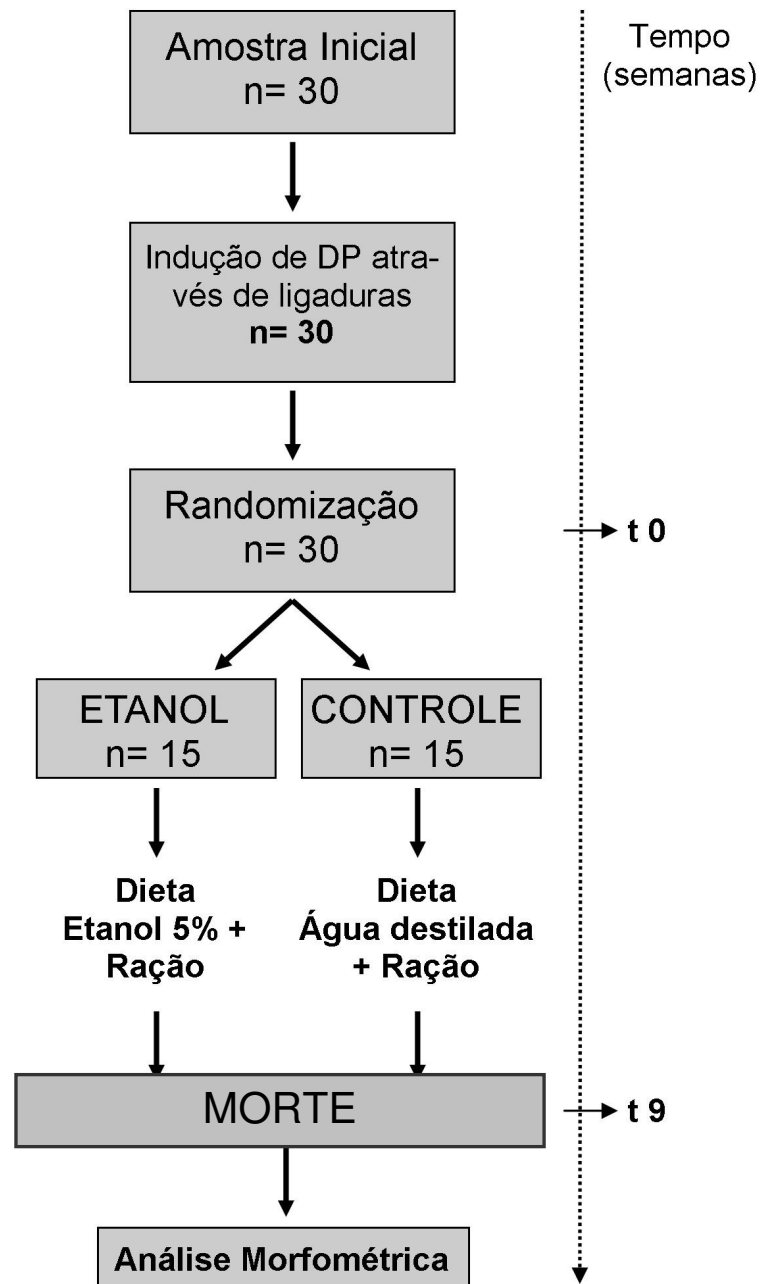 Amostra Inicial
n= 30
Tempo
(semanas)
Indução de DP atra-
vés de ligaduras
n= 30
Randomização
n= 30
t 0
ETANOL
n= 15
CONTROLE
n= 15
Dieta
Etanol 5% +
Ração
Dieta
Água destilada
+ Ração
MORTE
t 9
Análise Morfométrica